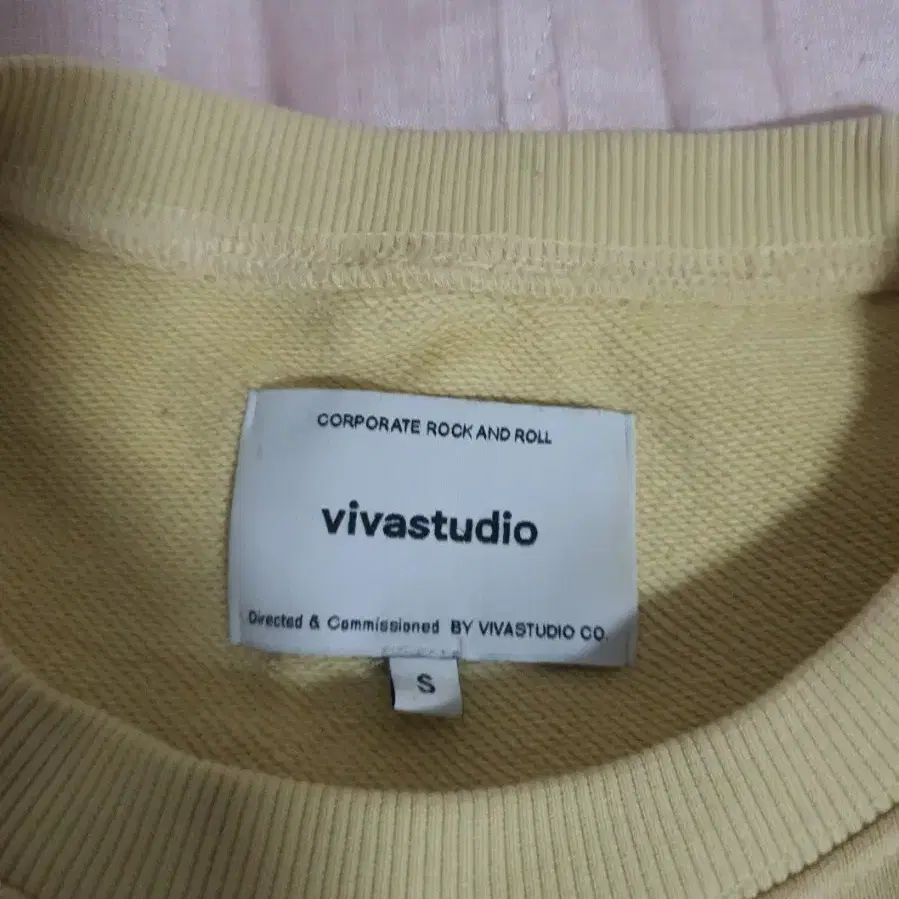 CORPORATE ROCK AND ROLL
vivastudio
Directed & Commissioned BY VIVASTUDIO CO.
S